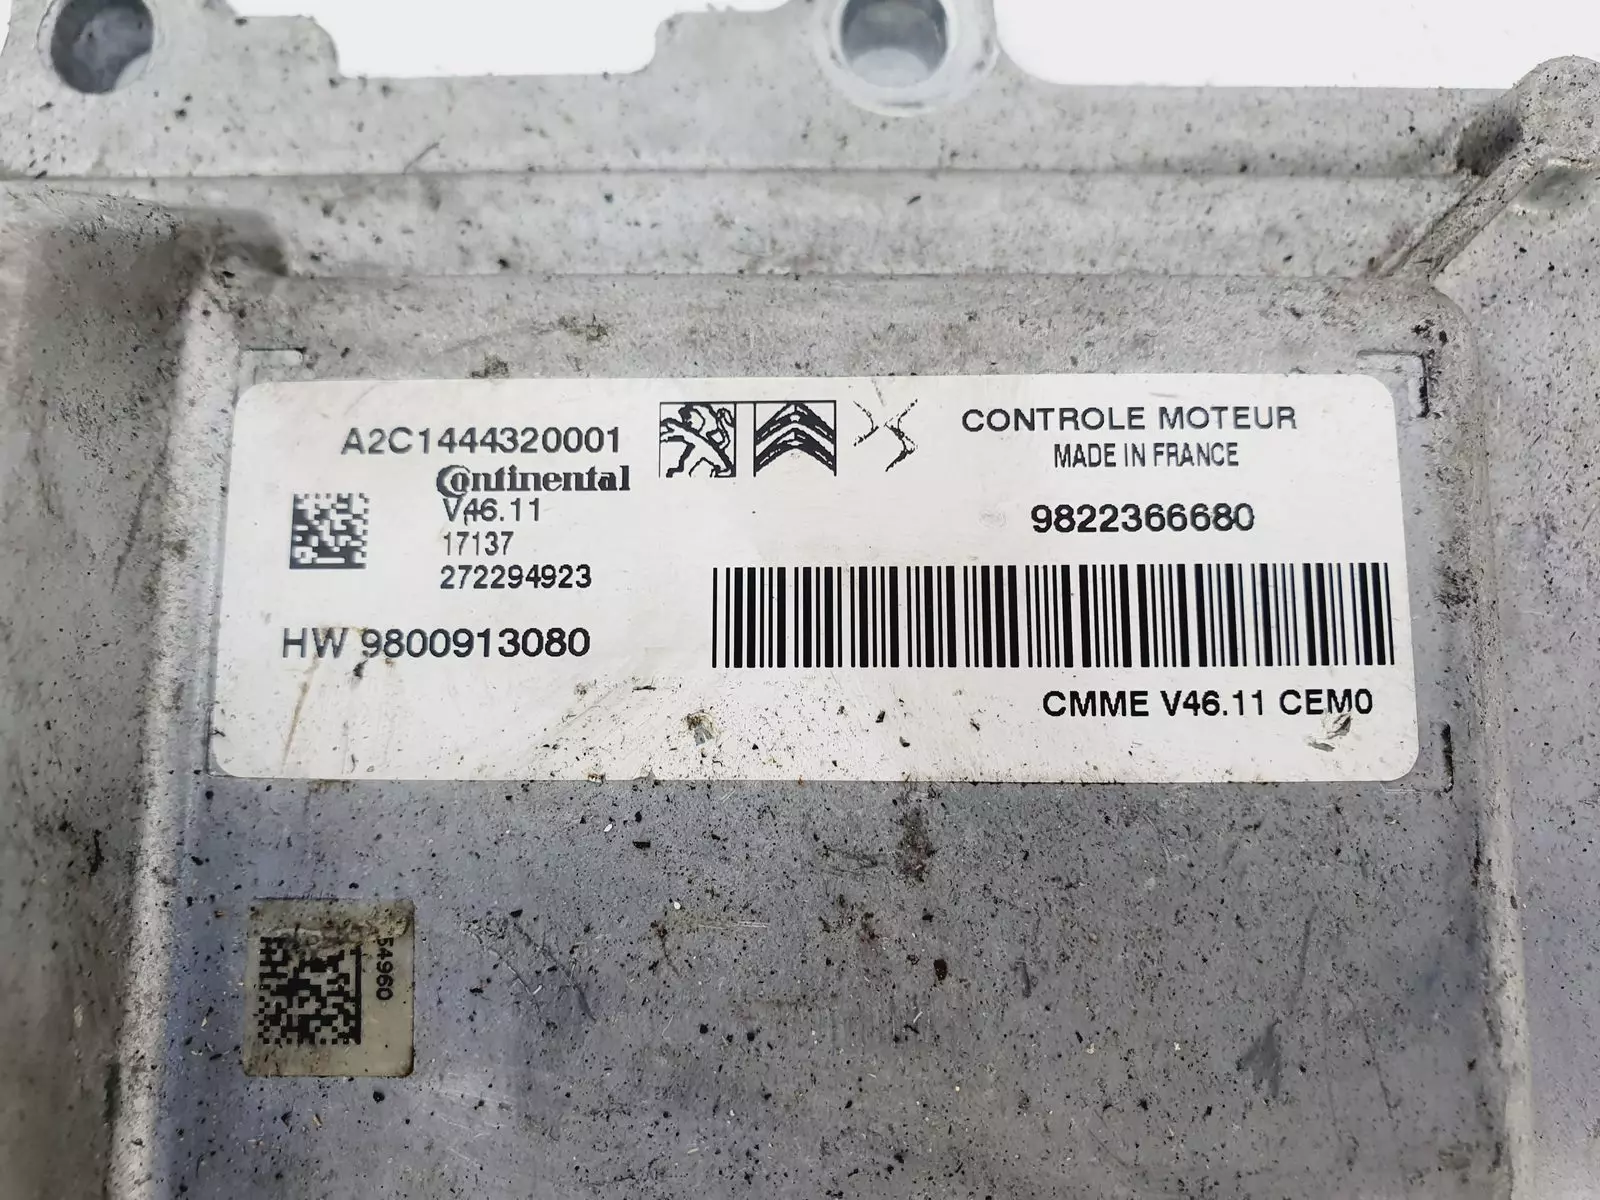 A2C1444320001
Continental
V46.11
17137
272294923
HW 9800913080
CONTROLE MOTEUR
MADE IN FRANCE
9822366680
CMME V46.11 CEM0
54960